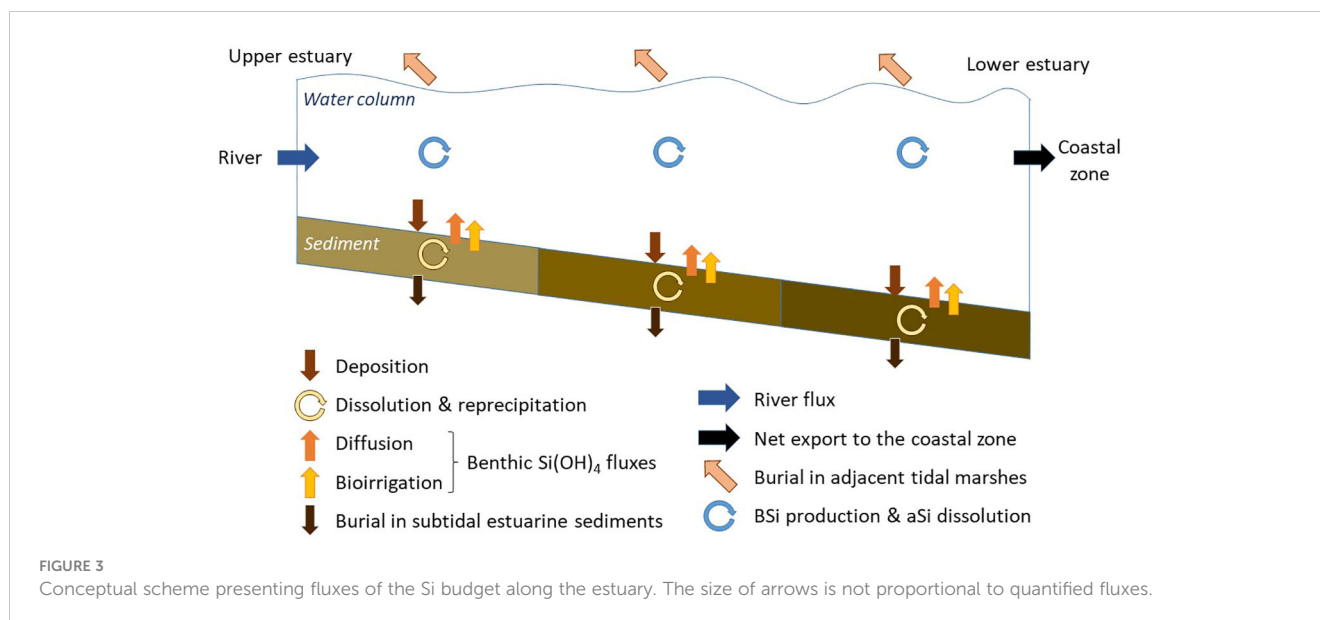 Upper estuary
Lower estuary
Water column
River
Coastal
zone
Sediment
Deposition
Dissolution & reprecipitation
Diffusion
Bioirrigation
Benthic Si(OH)4 fluxes
Burial in subtidal estuarine sediments
River flux
Net export to the coastal zone
Burial in adjacent tidal marshes
BSi production & aSi dissolution
FIGURE 3
Conceptual scheme presenting fluxes of the Si budget along the estuary. The size of arrows is not proportional to quantified fluxes.